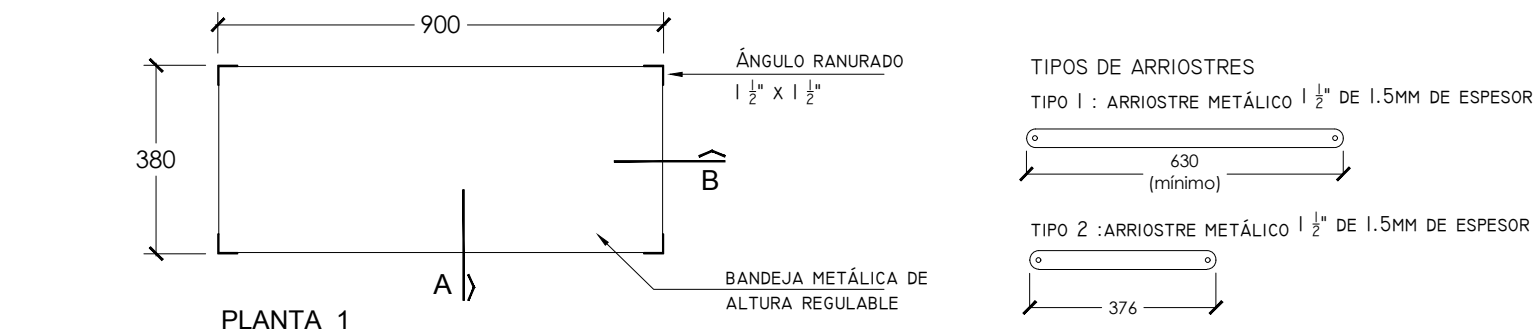 900
380
ÁNGULO RANURADO
1 1/2" X 1 1/2"
B
A
BANDEJA METÁLICA DE
ALTURA REGULABLE
PLANTA 1
TIPOS DE ARRIOSTRES
TIPO 1 : ARRIOSTRE METÁLICO 1 1/2" DE 1.5MM DE ESPESOR
630
(mínimo)
TIPO 2 :ARRIOSTRE METÁLICO 1 1/2" DE 1.5MM DE ESPESOR
376